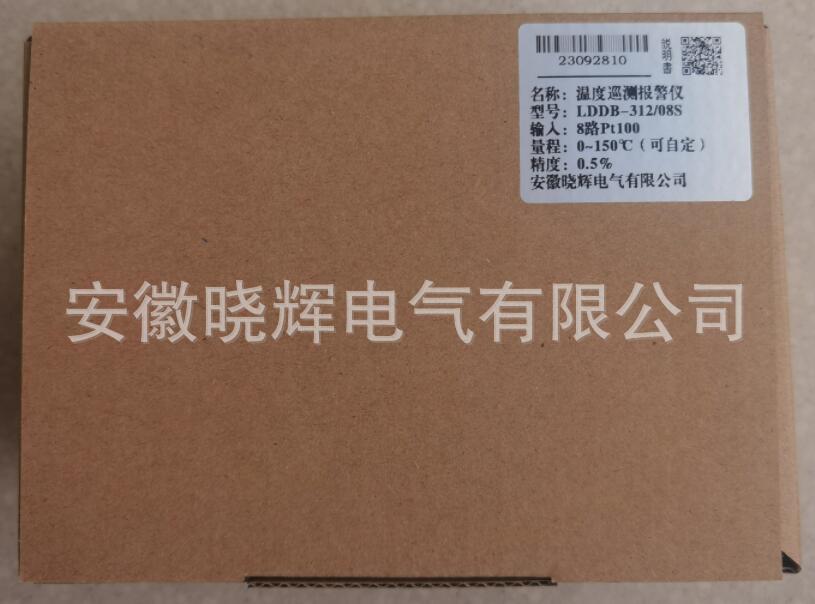 23092810
説明書
名称：温度巡测报警仪
型号：LDDB-312/08S
输入：8路Pt100
量程：0~150℃（可自定）
精度：0.5%
安徽晓辉电气有限公司
安徽晓辉电气有限公司